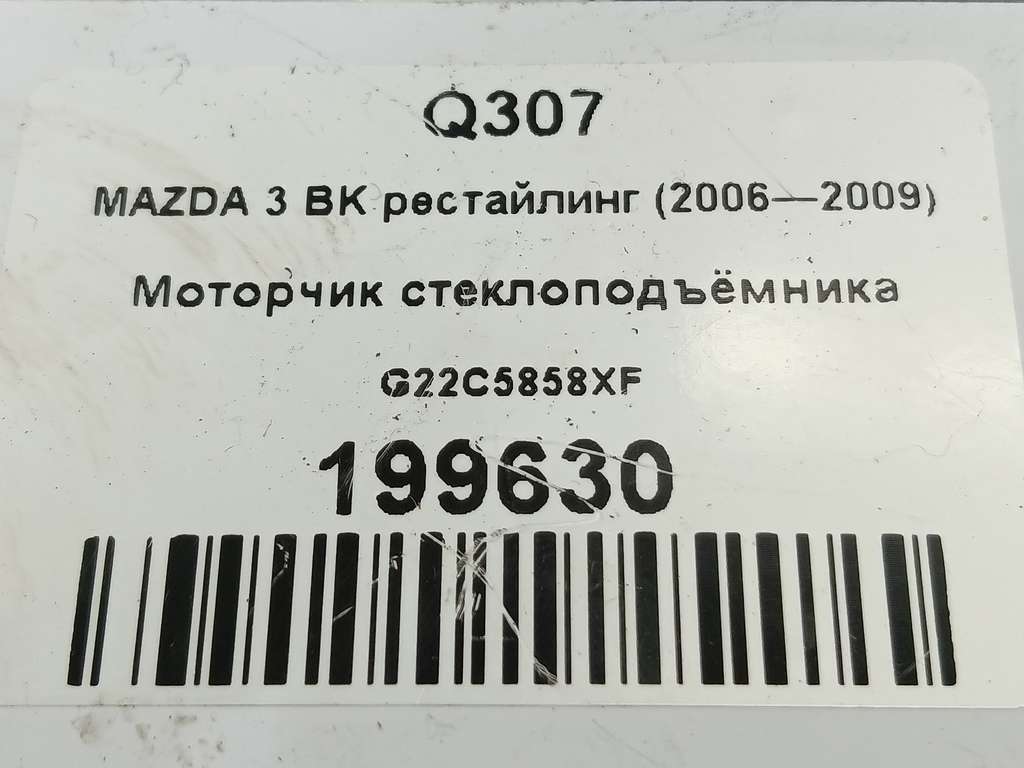 Q307
MAZDA 3 BK рестайлинг (2006—2009)
Моторчик стеклоподъёмника
G22C5858XF
199630